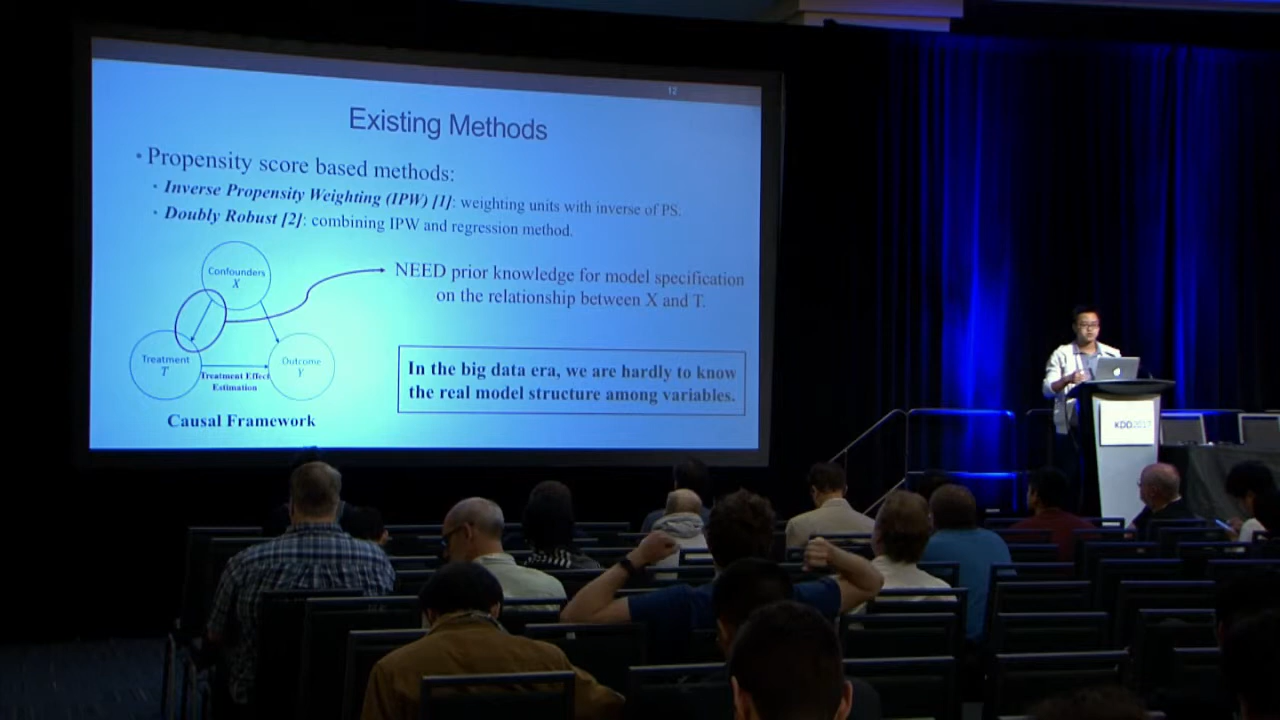 12
Existing Methods
• Propensity score based methods:
• Inverse Propensity Weighting (IPW) [1]: weighting units with inverse of PS.
• Doubly Robust [2]: combining IPW and regression method.
Confounders
X
NEED prior knowledge for model specification
on the relationship between X and T.
Treatment
T
Outcome
Y
Treatment Effect
Estimation
In the big data era, we are hardly to know
the real model structure among variables.
Causal Framework
KDD2017